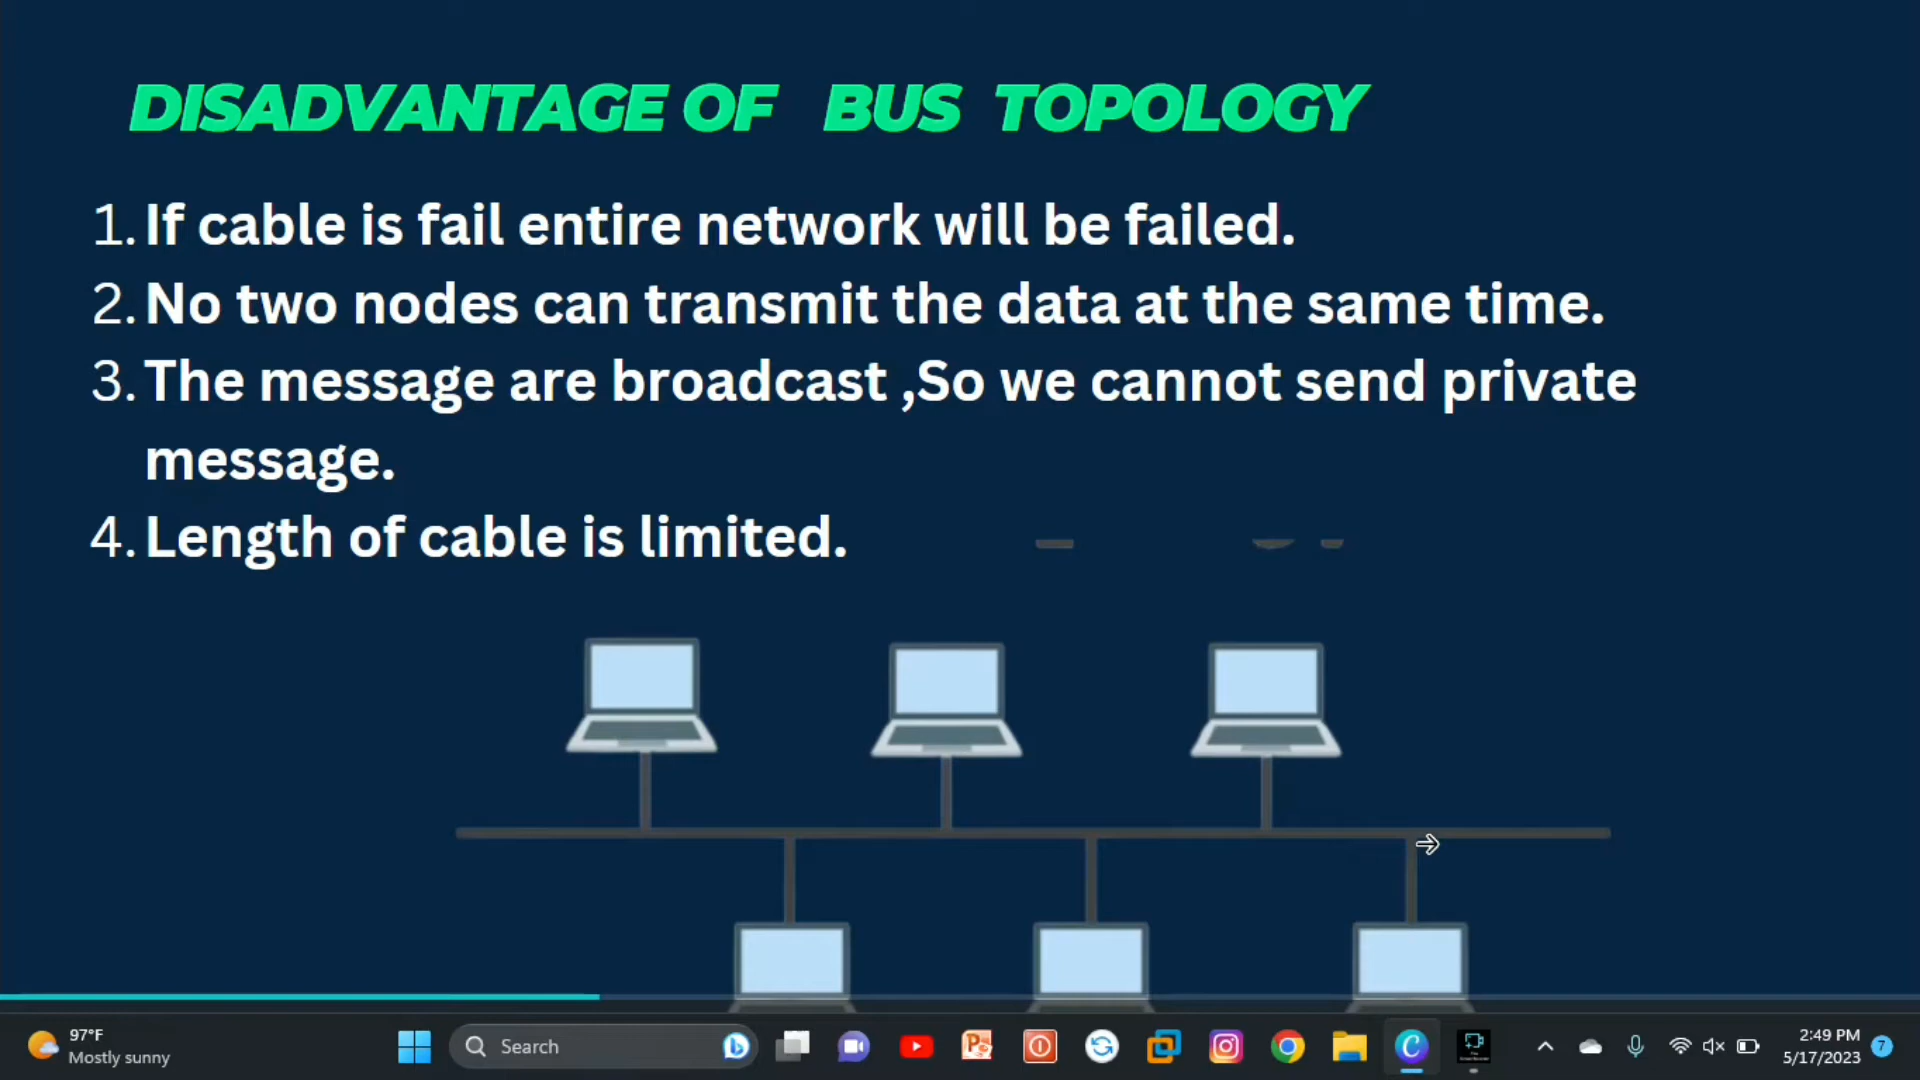 DISADVANTAGE OF BUS TOPOLOGY
1. If cable is fail entire network will be failed.
2. No two nodes can transmit the data at the same time.
3. The message are broadcast ,So we cannot send private
message.
4. Length of cable is limited.
97°F
Mostly sunny
Search
2:49 PM
5/17/2023
7